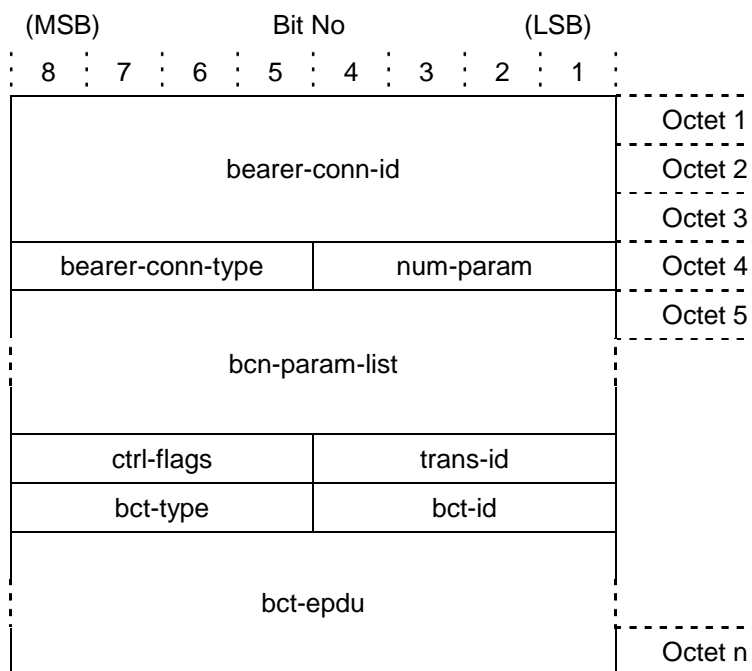 (MSB) Bit No (LSB)
8 7 6 5 4 3 2 1
Octet 1
bearer-conn-id Octet 2
Octet 3
bearer-conn-type num-param Octet 4
Octet 5
bcn-param-list
ctrl-flags trans-id
bct-type bct-id
bct-epdu
Octet n